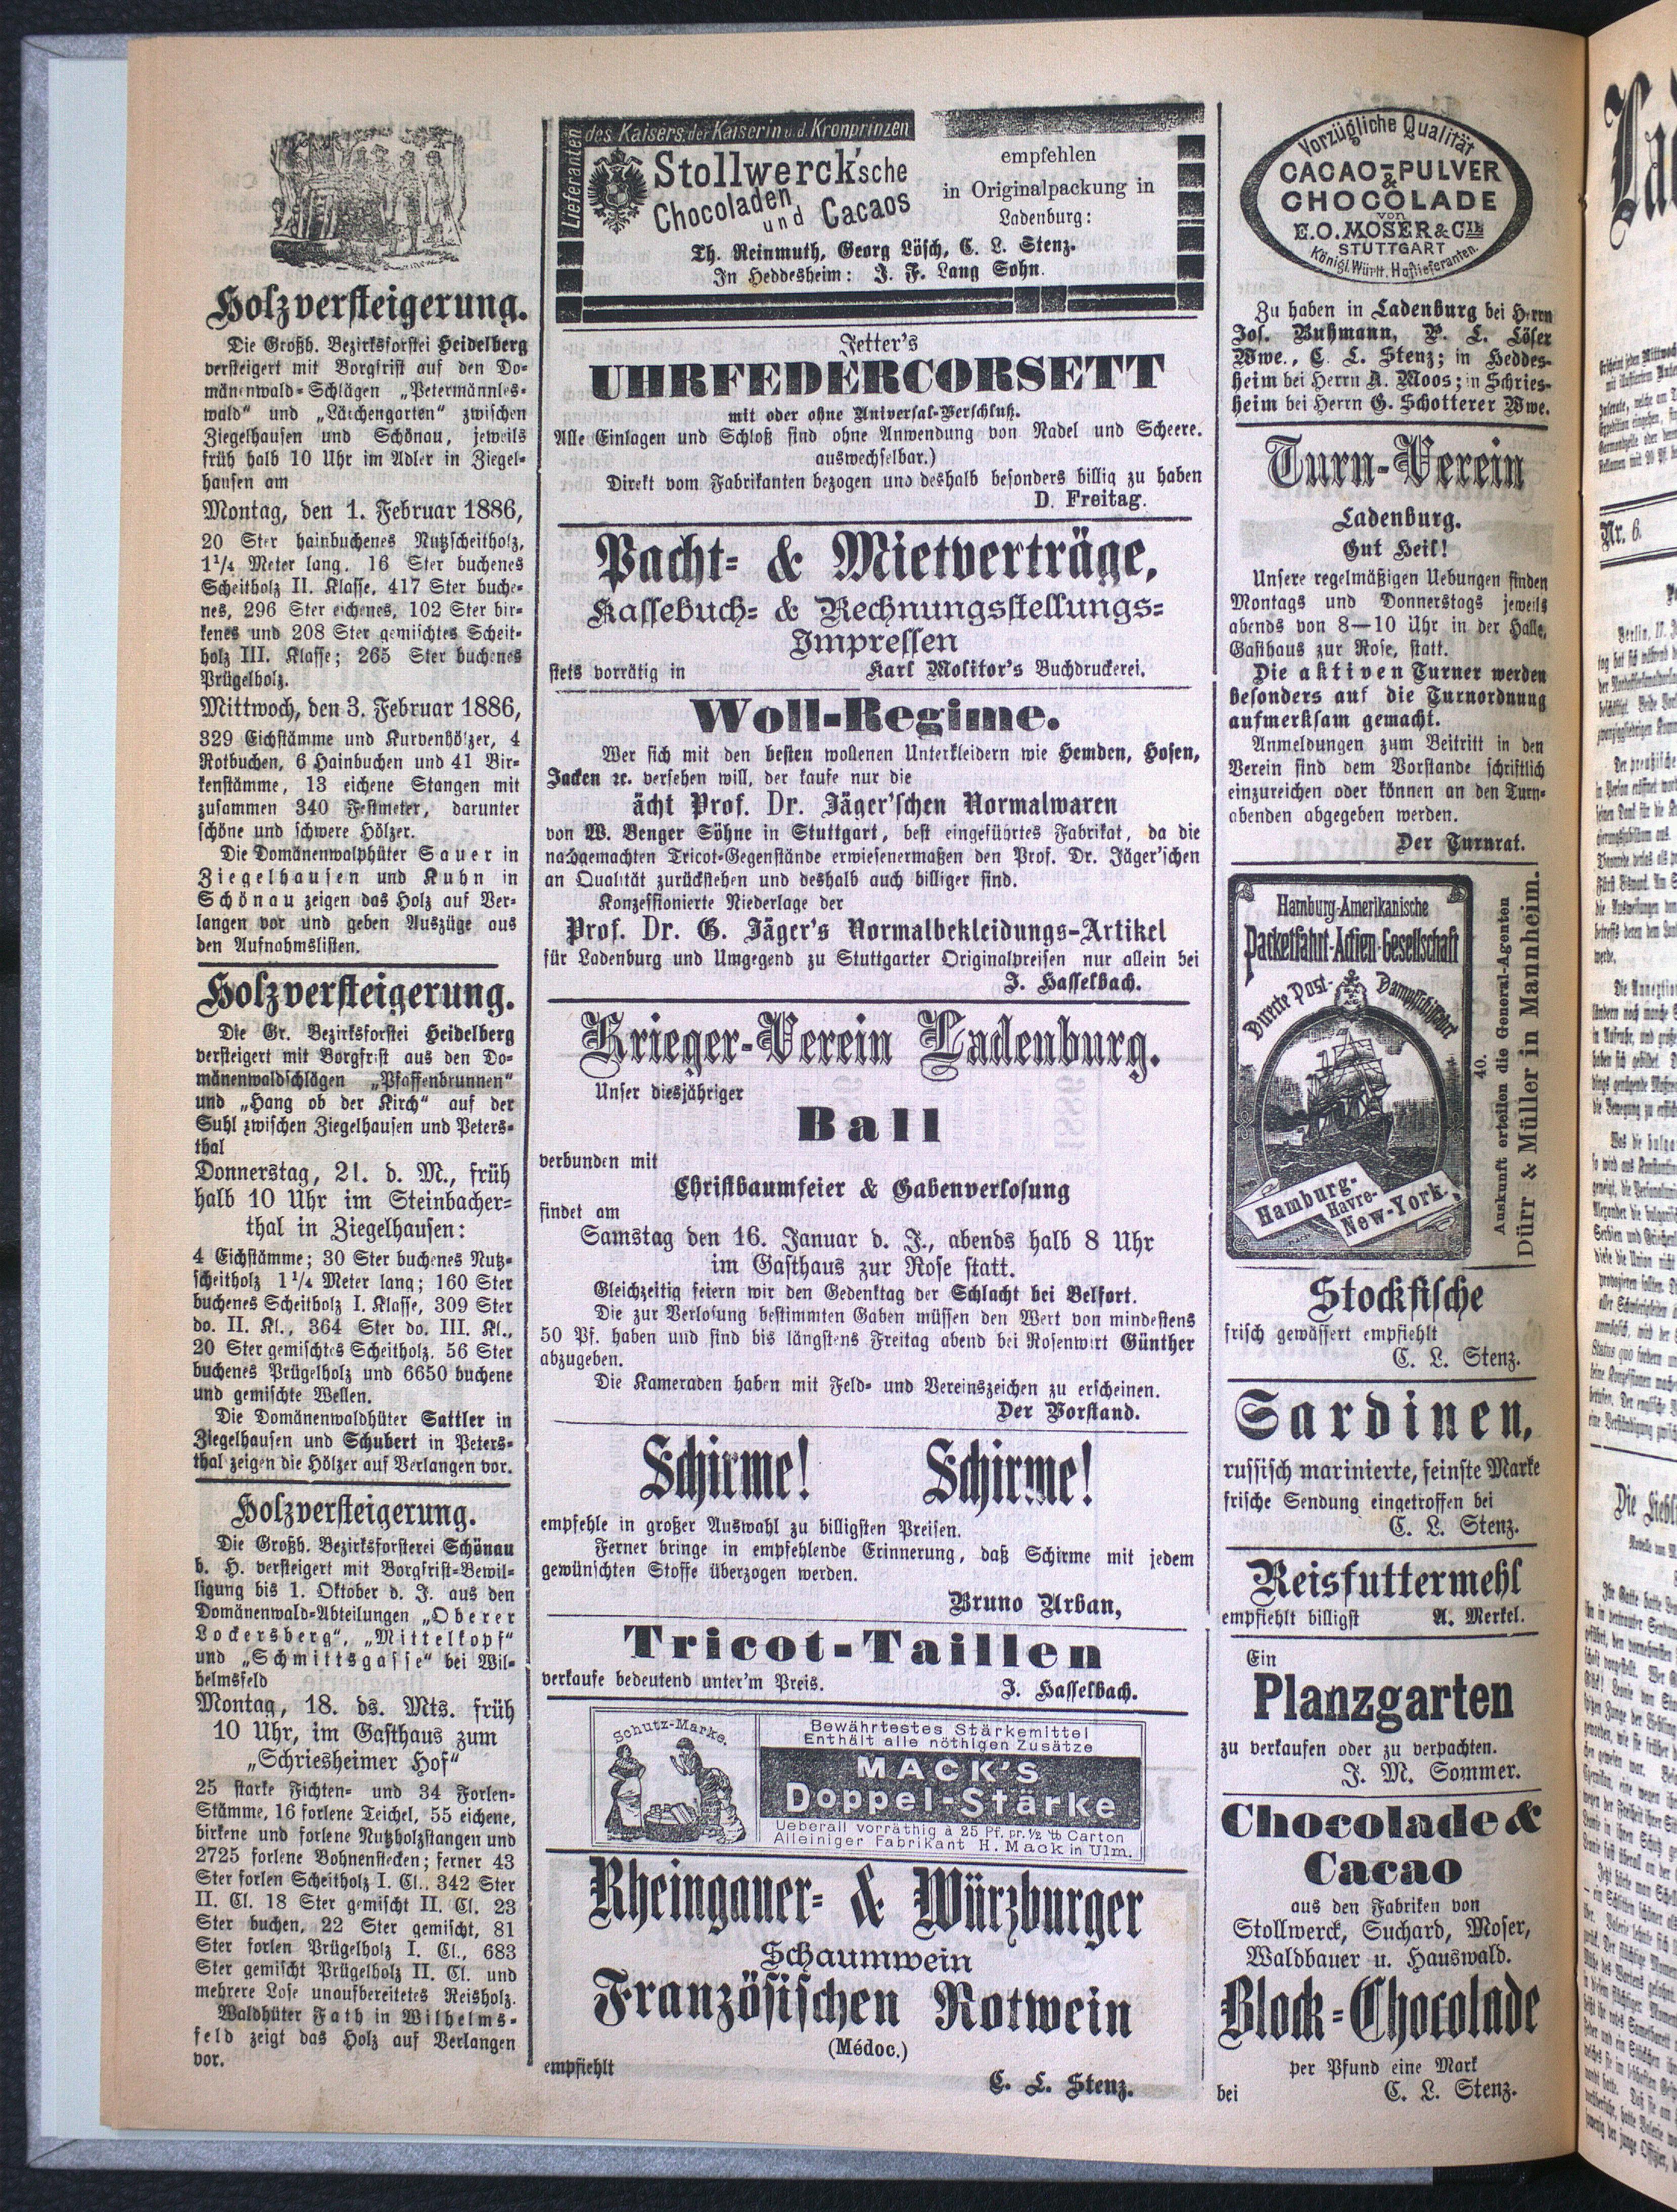 Holzversteigerung.
Die Großh. Bezirksforstei Heidelberg
versteigert mit Borgfrist auf den Do-
mänenwald-Schlägen „Petermännles-
wald“ und „Lärchengarten“ zwischen
Ziegelhausen und Schönau, jeweils
früh halb 10 Uhr im Adler in Ziegel-
hausen am
Montag, den 1. Februar 1886,
20 Ster hainbuchenes Nutzscheitholz,
1¼ Meter lang. 16 Ster buchenes
Scheitholz II. Klasse, 417 Ster buche-
nes, 296 Ster eichenes, 102 Ster bir-
kenes und 208 Ster gemischtes Scheit-
holz III. Klasse; 265 Ster buchenes
Prügelholz.
Mittwoch, den 3. Februar 1886,
329 Eichstämme und Kurvenhölzer, 4
Rotbuchen, 6 Hainbuchen und 41 Bir-
kenstämme, 13 eichene Stangen mit
zusammen 340 Festmeter, darunter
schöne und schwere Hölzer.
Die Domänenwalphüter Sauer in
Ziegelhausen und Kuhn in
Schönau zeigen das Holz auf Ver-
langen vor und geben Auszüge aus
den Aufnahmslisten.
Holzversteigerung.
Die Gr. Bezirksforstei Heidelberg
versteigert mit Borgfrist aus den Do-
mänenwaldschlägen „Pfaffenbrunnen“
und „Hang ob der Kirch“ auf der
Suhl zwischen Ziegelhausen und Peters-
thal
Donnerstag, 21. d. M., früh
halb 10 Uhr im Steinbacher-
thal in Ziegelhausen:
4 Eichstämme; 30 Ster buchenes Nutz-
scheitholz 1¼ Meter lang; 160 Ster
buchenes Scheitholz I. Klasse, 309 Ster
do. II. Kl., 364 Ster do. III. Kl.,
20 Ster gemischtes Scheitholz. 56 Ster
buchenes Prügelholz und 6650 buchene
und gemischte Wellen.
Die Domänenwaldhüter Sattler in
Ziegelhausen und Schubert in Peters-
thal zeigen die Hölzer auf Verlangen vor.
Holzversteigerung.
Die Großh. Bezirksforsterei Schönau
b. H. versteigert mit Borgfrist-Bewil-
ligung bis 1. Oktober d. J. aus den
Domänenwald-Abteilungen „Oberer
Lockersberg“, „Mittelkopf“
und „Schmittsgasse“ bei Wil-
helmsfeld
Montag, 18. ds. Mts. früh
10 Uhr, im Gasthaus zum
„Schriesheimer Hof“
25 starke Fichten- und 34 Forlen-
Stämme, 16 forlene Teichel, 55 eichene,
birkene und forlene Nutzholzstangen und
2725 forlene Bohnenstecken; ferner 43
Ster forlen Scheitholz I. Cl., 342 Ster
II. Cl. 18 Ster gemischt II. Cl. 23
Ster buchen, 22 Ster gemischt, 81
Ster forlen Prügelholz I. Cl., 683
Ster gemischt Prügelholz II. Cl. und
mehrere Lose unaufbereitetes Reisholz.
Waldhüter Fath in Wilhelms-
feld zeigt das Holz auf Verlangen
vor.
Lieferanten des Kaisers, der Kaiserin u. d. Kronprinzen
Stollwerck'sche
Chocoladen
und Cacaos
empfehlen
in Originalpackung in
Ladenburg:
Th. Reinmuth, Georg Lösch, C. L. Stenz.
In Heddesheim: J. F. Lang Sohn.
Jetter's
UHRFEDERCORSETT
mit oder ohne Universal-Verschluß.
Alle Einlagen und Schloß sind ohne Anwendung von Nadel und Scheere.
auswechselbar.)
Direkt vom Fabrikanten bezogen und deshalb besonders billig zu haben
D. Freitag.
Pacht- & Mietverträge,
Kassebuch- & Rechnungsstellungs-
Impressen
stets vorrätig in Karl Molitor's Buchdruckerei.
Woll-Regime.
Wer sich mit den besten wollenen Unterkleidern wie Hemden, Hosen,
Jacken ꝛc. versehen will, der kaufe nur die
ächt Prof. Dr. Jäger'schen Normalwaren
von W. Benger Söhne in Stuttgart, best eingeführtes Fabrikat, da die
nachgemachten Tricot-Gegenstände erwiesenermaßen den Prof. Dr. Jäger'schen
an Qualität zurückstehen und deshalb auch billiger sind.
Konzessionierte Niederlage der
Prof. Dr. G. Jäger's Normalbekleidungs-Artikel
für Ladenburg und Umgegend zu Stuttgarter Originalpreisen nur allein bei
J. Hasselbach.
Krieger-Verein Ladenburg.
Unser diesjähriger
Ball
verbunden mit
Christbaumfeier & Gabenverlosung
findet am
Samstag den 16. Januar d. J., abends halb 8 Uhr
im Gasthaus zur Rose statt.
Gleichzeitig feiern wir den Gedenktag der Schlacht bei Belfort.
Die zur Verlosung bestimmten Gaben müssen den Wert von mindestens
50 Pf. haben und sind bis längstens Freitag abend bei Rosenwirt Günther
abzugeben.
Die Kameraden haben mit Feld- und Vereinszeichen zu erscheinen.
Der Vorstand.
Schirme! Schirme!
empfehle in großer Auswahl zu billigsten Preisen.
Ferner bringe in empfehlende Erinnerung, daß Schirme mit jedem
gewünschten Stoffe überzogen werden.
Bruno Urban,
Tricot-Taillen
verkaufe bedeutend unter'm Preis. J. Hasselbach.
Schutz-Marke.
Bewährtestes Stärkemittel
Enthält alle nöthigen Zusätze
MACK'S
Doppel-Stärke
Ueberall vorräthig à 25 Pf. pr. ½ ℔ Carton
Alleiniger Fabrikant H. Mack in Ulm.
Rheingauer- & Würzburger
Schaumwein
Französischen Rotwein
(Médoc.)
empfiehlt
C. L. Stenz.
Vorzügliche Qualität
CACAO-PULVER
&
CHOCOLADE
von
E.O. MOSER & CIE
STUTTGART
Königl. Württ. Hoflieferanten.
Zu haben in Ladenburg bei Herrn
Jos. Bußmann, P. L. Löser
Wwe., C. L. Stenz; in Heddes-
heim bei Herrn A. Moos; in Schries-
heim bei Herrn G. Schotterer Wwe.
Turn-Verein
Ladenburg.
Gut Heil!
Unsere regelmäßigen Uebungen finden
Montags und Donnerstags jeweils
abends von 8—10 Uhr in der Halle,
Gasthaus zur Rose, statt.
Die aktiven Turner werden
besonders auf die Turnordnung
aufmerksam gemacht.
Anmeldungen zum Beitritt in den
Verein sind dem Vorstande schriftlich
einzureichen oder können an den Turn-
abenden abgegeben werden.
Der Turnrat.
Hamburg-Amerikanische
Packetfahrt-Actien-Gesellschaft
Directe Post-Dampfschiffahrt
Hamburg-
Havre-
New-York.
Auskunft erteilen die General-Agenten
40.
Dürr & Müller in Mannheim.
Stockfische
frisch gewässert empfiehlt
C. L. Stenz.
Sardinen,
russisch marinierte, feinste Marke
frische Sendung eingetroffen bei
C. L. Stenz.
Reisfuttermehl
empfiehlt billigst A. Merkel.
Ein
Planzgarten
zu verkaufen oder zu verpachten.
J. M. Sommer.
Chocolade &
Cacao
aus den Fabriken von
Stollwerck, Suchard, Moser,
Waldbauer u. Hauswald.
Block-Chocolade
per Pfund eine Mark
bei C. L. Stenz.
Nr. 6.